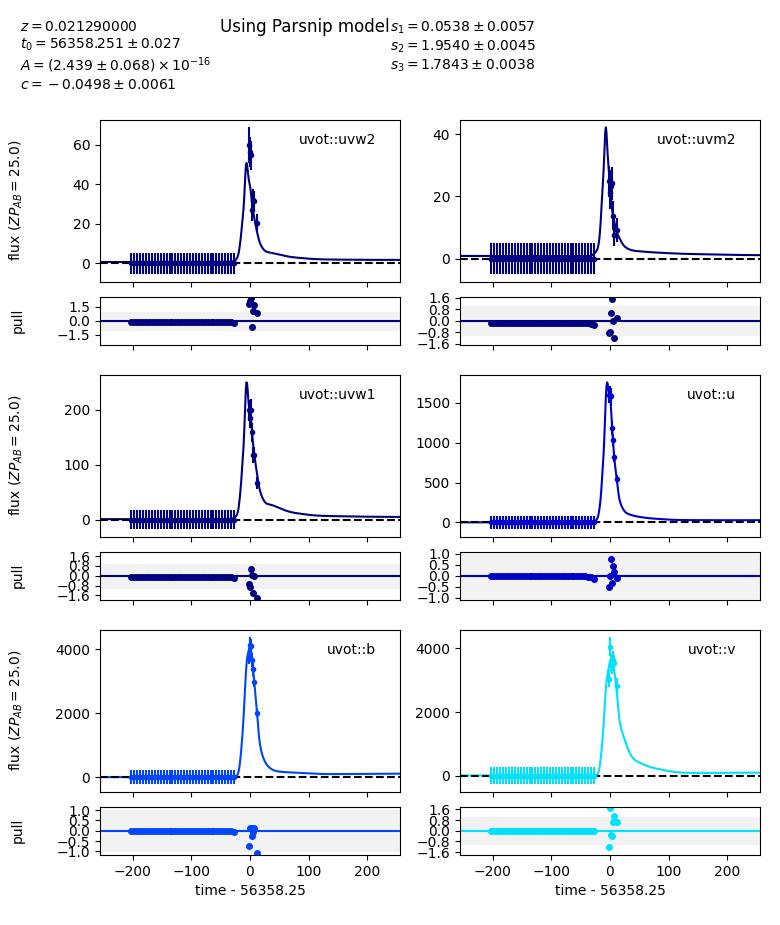 Using Parsnip model
z = 0.021290000
t₀ = 56358.251 ± 0.027
A = (2.439 ± 0.068) × 10⁻¹⁶
c = −0.0498 ± 0.0061
s₁ = 0.0538 ± 0.0057
s₂ = 1.9540 ± 0.0045
s₃ = 1.7843 ± 0.0038
flux (ZP_AB = 25.0)
60
40
20
0
uvot::uvw2
40
20
0
uvot::uvm2
pull
1.5
0.0
−1.5
1.6
0.8
0.0
−0.8
−1.6
flux (ZP_AB = 25.0)
200
100
0
uvot::uvw1
1500
1000
500
0
uvot::u
pull
1.6
0.8
0.0
−0.8
−1.6
1.0
0.5
0.0
−0.5
−1.0
flux (ZP_AB = 25.0)
4000
2000
0
uvot::b
4000
2000
0
uvot::v
pull
1.0
0.5
0.0
−0.5
−1.0
1.6
0.8
0.0
−0.8
−1.6
−200 −100 0 100 200
time - 56358.25
−200 −100 0 100 200
time - 56358.25